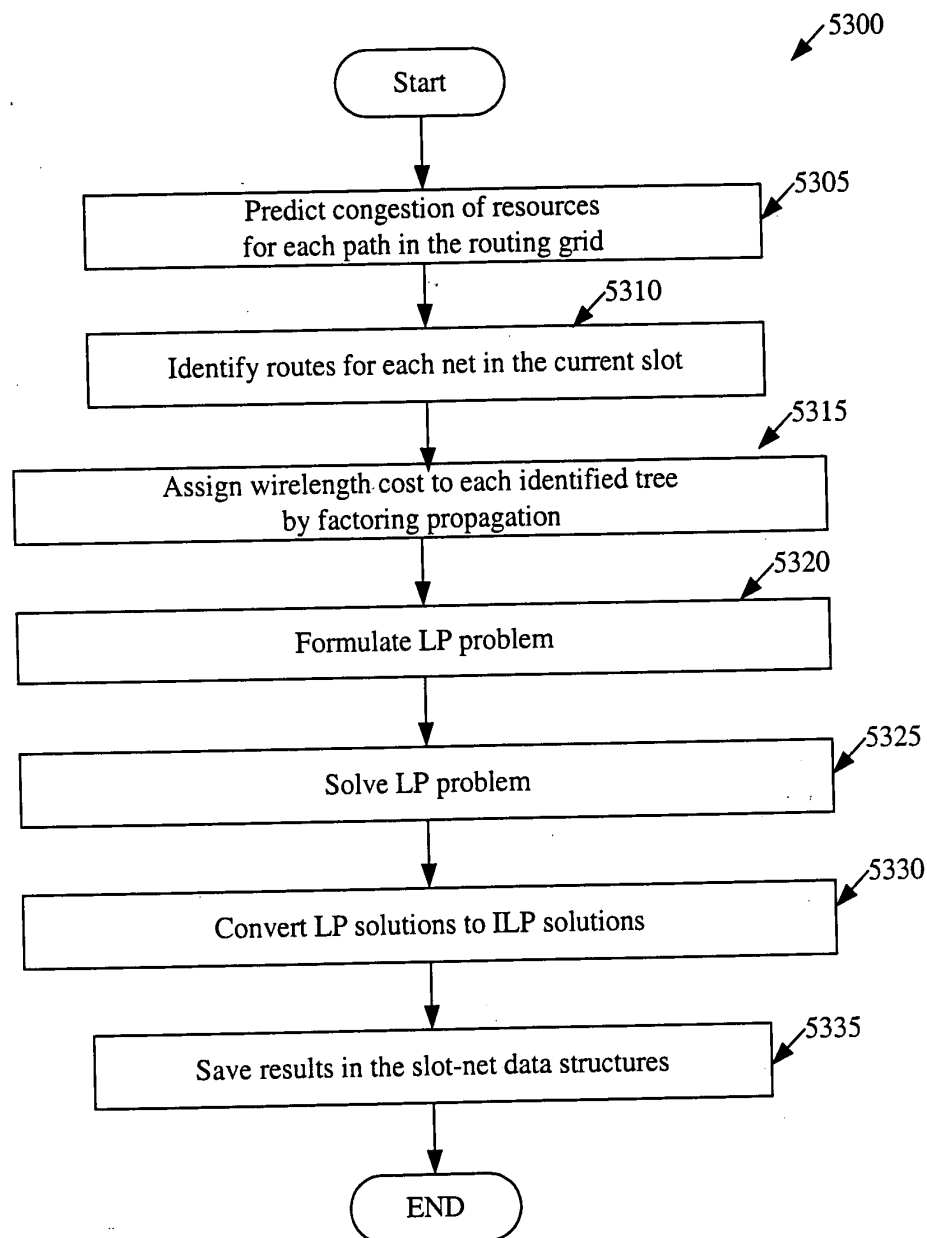 5300
Start
5305
Predict congestion of resources
for each path in the routing grid
5310
Identify routes for each net in the current slot
5315
Assign wirelength cost to each identified tree
by factoring propagation
5320
Formulate LP problem
5325
Solve LP problem
5330
Convert LP solutions to ILP solutions
5335
Save results in the slot-net data structures
END